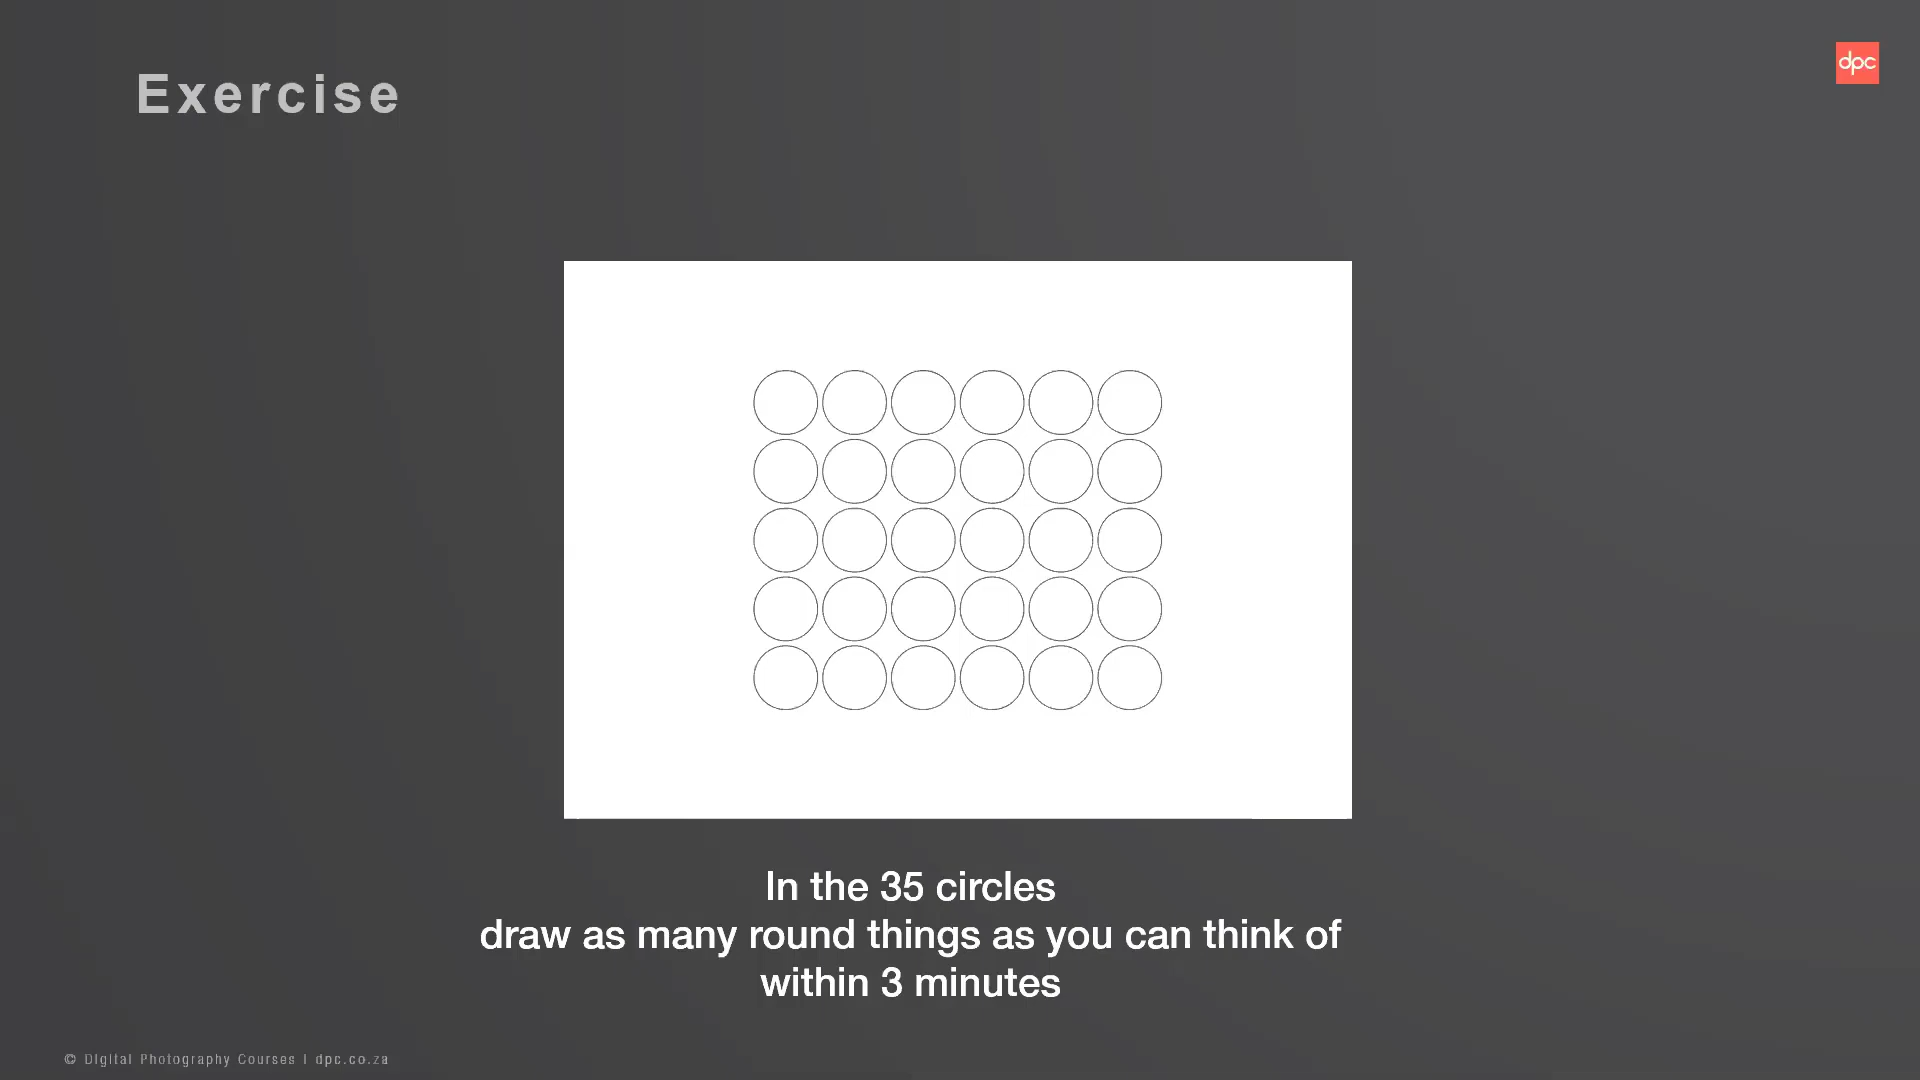 Exercise
dpc
In the 35 circles
draw as many round things as you can think of
within 3 minutes
© Digital Photography Courses I dpc.co.za